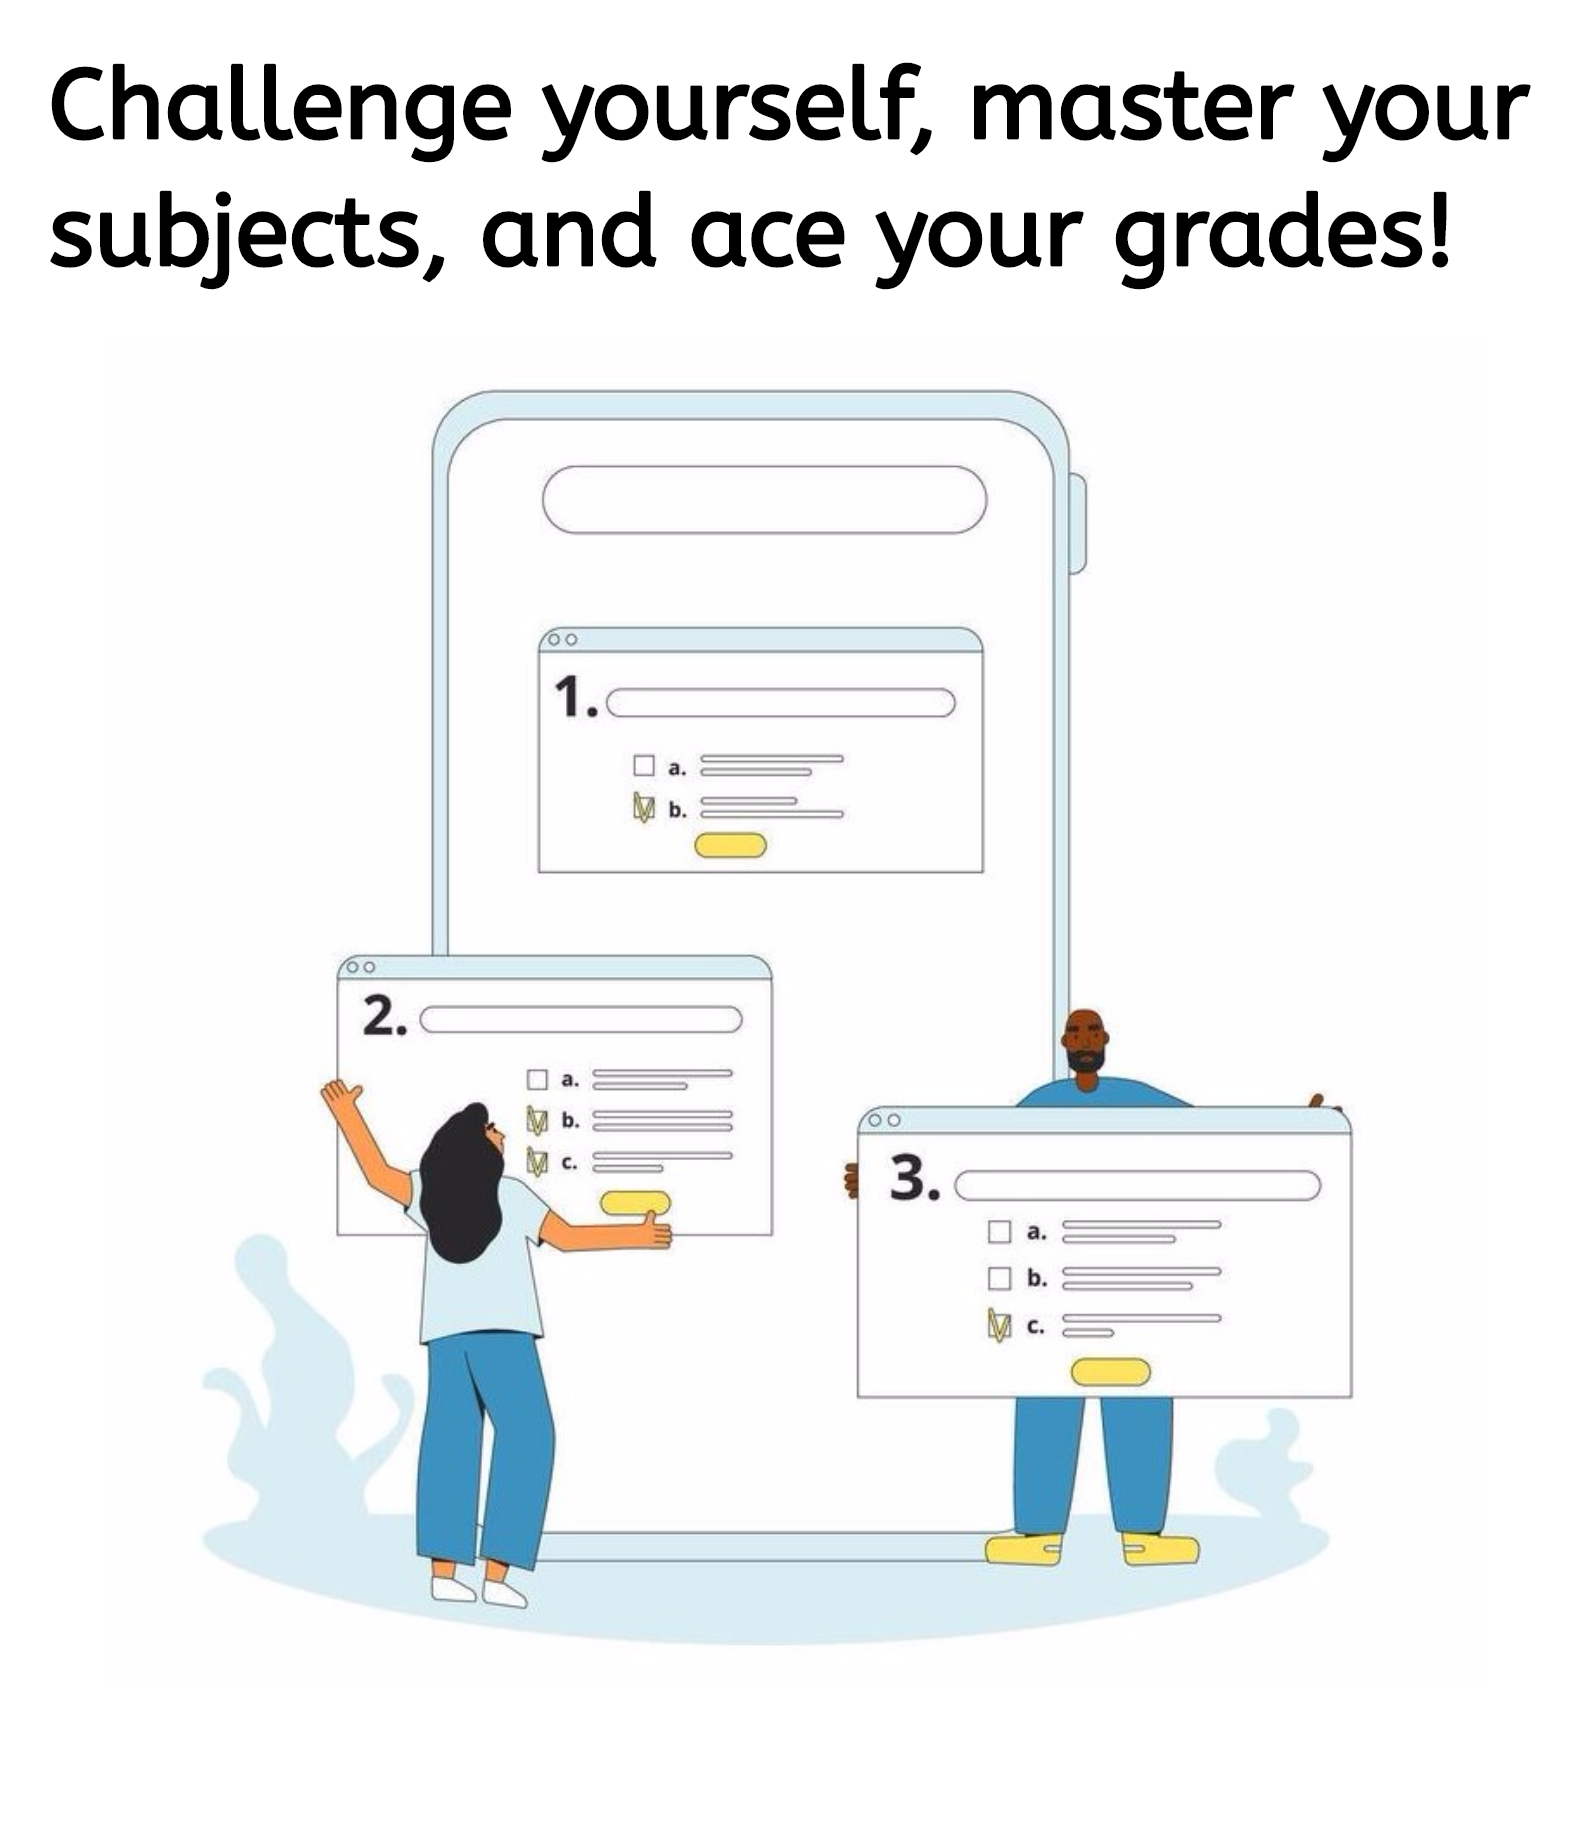 Challenge yourself, master your
subjects, and ace your grades!
1.
a.
b.
2.
a.
b.
c.
3.
a.
b.
c.